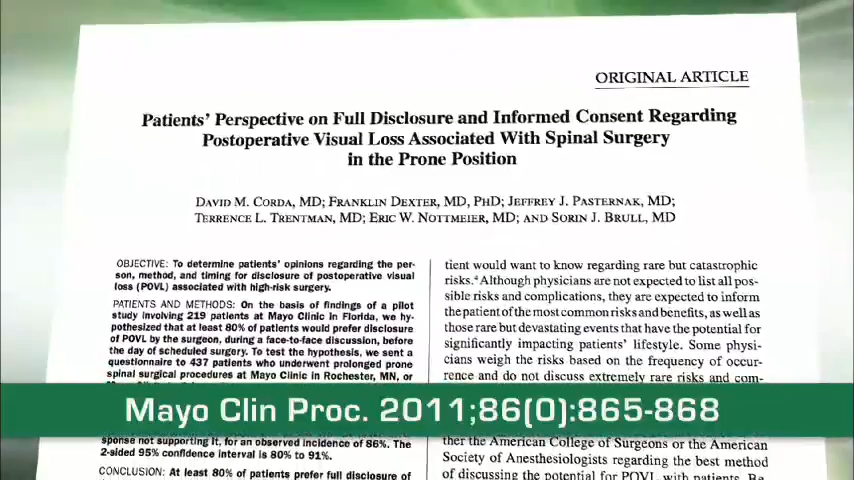 ORIGINAL ARTICLE
Patients' Perspective on Full Disclosure and Informed Consent Regarding
Postoperative Visual Loss Associated With Spinal Surgery
in the Prone Position
DAVID M. CORDA, MD; FRANKLIN DEXTER, MD, PHD; JEFFREY J. PASTERNAK, MD;
TERRENCE L. TRENTMAN, MD; ERIC W. NOTTMEIER, MD; AND SORIN J. BRULL, MD
OBJECTIVE: To determine patients' opinions regarding the per-
son, method, and timing for disclosure of postoperative visual
loss (POVL) associated with high-risk surgery.
PATIENTS AND METHODS: On the basis of findings of a pilot
study involving 219 patients at Mayo Clinic in Florida, we hy-
pothesized that at least 80% of patients would prefer disclosure
of POVL by the surgeon, during a face-to-face discussion, before
the day of scheduled surgery. To test the hypothesis, we sent a
questionnaire to 437 patients who underwent prolonged prone
spinal surgical procedures at Mayo Clinic in Rochester, MN, or
sponse not supporting it, for an observed incidence of 86%. The
2-sided 95% confidence interval is 80% to 91%.
CONCLUSION: At least 80% of patients prefer full disclosure of
tient would want to know regarding rare but catastrophic
risks.⁴ Although physicians are not expected to list all pos-
sible risks and complications, they are expected to inform
the patient of the most common risks and benefits, as well as
those rare but devastating events that have the potential for
significantly impacting patients' lifestyle. Some physi-
cians weigh the risks based on the frequency of occur-
rence and do not discuss extremely rare risks and com-
ther the American College of Surgeons or the American
Society of Anesthesiologists regarding the best method
of discussing the potential for POVL with patients. Be
Mayo Clin Proc. 2011;86(0):865-868